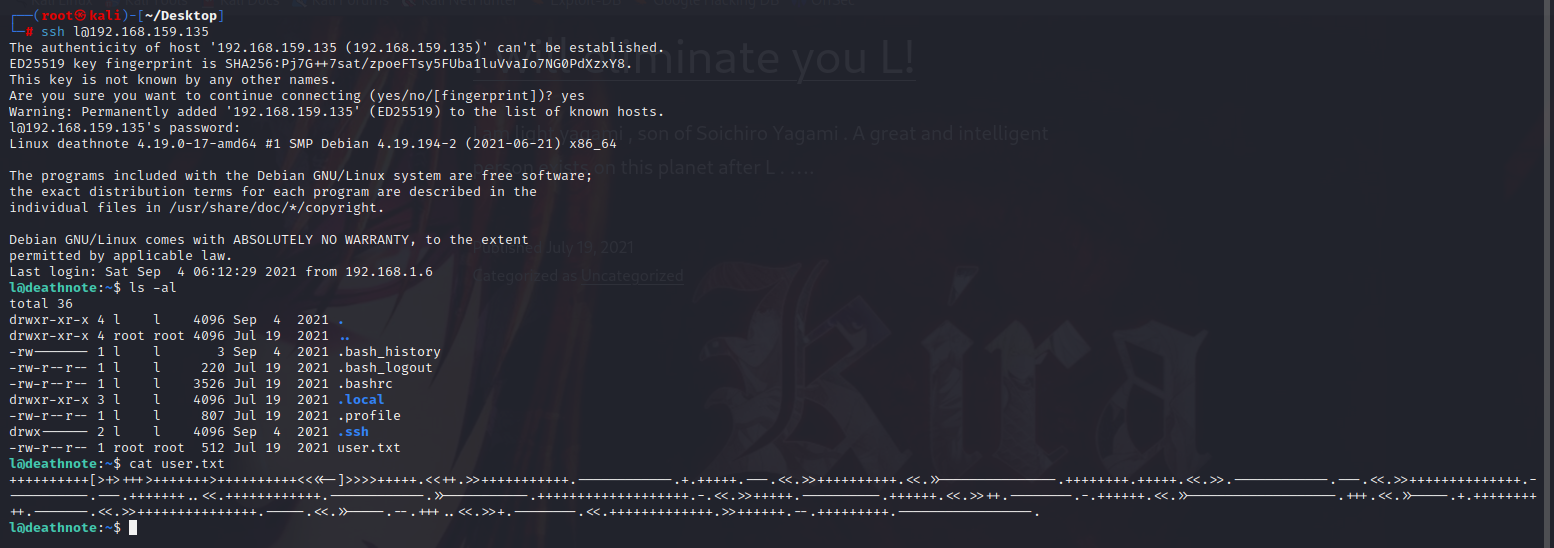 (root㉿kali)-[~/Desktop]
# ssh l@192.168.159.135
The authenticity of host '192.168.159.135 (192.168.159.135)' can't be established.
ED25519 key fingerprint is SHA256:Pj7G++7sat/zpoeFTsy5FUba1luVvaIo7NG0PdXzxY8.
This key is not known by any other names.
Are you sure you want to continue connecting (yes/no/[fingerprint])? yes
Warning: Permanently added '192.168.159.135' (ED25519) to the list of known hosts.
l@192.168.159.135's password:
Linux deathnote 4.19.0-17-amd64 #1 SMP Debian 4.19.194-2 (2021-06-21) x86_64
The programs included with the Debian GNU/Linux system are free software;
the exact distribution terms for each program are described in the
individual files in /usr/share/doc/*/copyright.
Debian GNU/Linux comes with ABSOLUTELY NO WARRANTY, to the extent
permitted by applicable law.
Last login: Sat Sep  4 06:12:29 2021 from 192.168.1.6
l@deathnote:~$ ls -al
total 36
drwxr-xr-x 4 l    l    4096 Sep  4  2021 .
drwxr-xr-x 4 root root 4096 Jul 19  2021 ..
-rw------- 1 l    l       3 Sep  4  2021 .bash_history
-rw-r--r-- 1 l    l     220 Jul 19  2021 .bash_logout
-rw-r--r-- 1 l    l    3526 Jul 19  2021 .bashrc
drwxr-xr-x 3 l    l    4096 Jul 19  2021 .local
-rw-r--r-- 1 l    l     807 Jul 19  2021 .profile
drwx------ 2 l    l    4096 Sep  4  2021 .ssh
-rw-r--r-- 1 root root  512 Jul 19  2021 user.txt
l@deathnote:~$ cat user.txt
++++++++++[>+>+++>+++++++>++++++++++<<<<-]>>>>+++++.<<++.>>+++++++++++.------------.+.+++++.---.<<.>>++++++++++.<<.>>--------------.++++++++.+++++.<<.>>.------------.---.<<.>>++++++++++++++.-
----------.---.+++++++..<<.++++++++++++.------------.>>----------.+++++++++++++++++++.-.<<.>>+++++.----------.++++++.<<.>>++.--------.-.++++++.<<.>>------------------.+++.<<.>>----.+.++++++++
++.-------.<<.>>+++++++++++++++.-----.<<.>>----.--.+++..<<.>>+.--------.<<.+++++++++++++.>>++++++.--.+++++++++.-----------------.
l@deathnote:~$
I will eliminate you L!
I am light yagami , son of Soichiro Yagami . A great and intelligent
person exists on this planet after L . ....
Published July 19, 2021
Categorized as Uncategorized
Kira